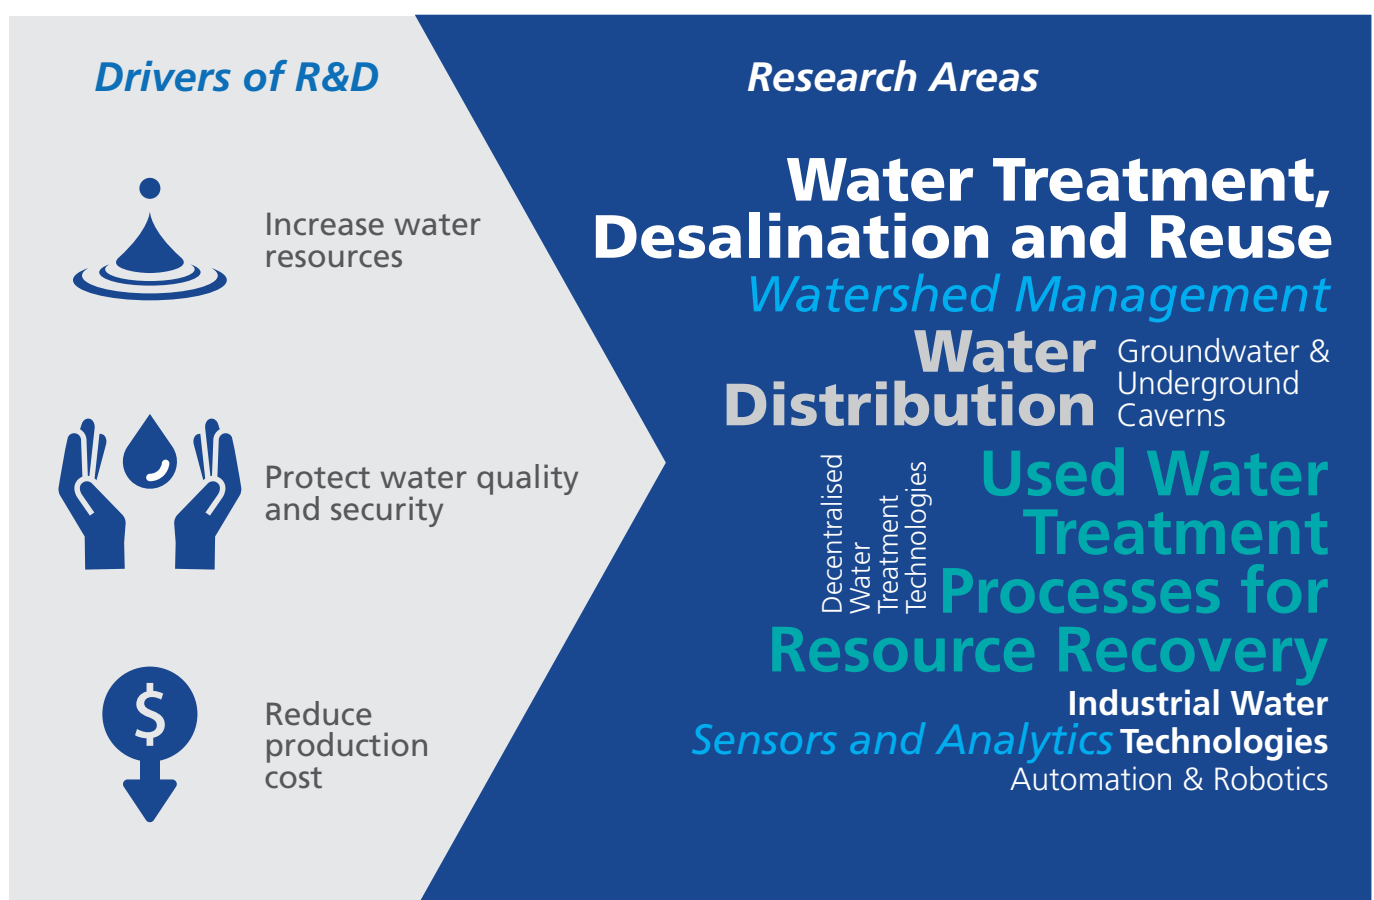 Drivers of R&D
Increase water
resources
Protect water quality
and security
$
Reduce
production
cost
Research Areas
Water Treatment,
Desalination and Reuse
Watershed Management
Water
Distribution
Groundwater &
Underground
Caverns
Decentralised
Water
Treatment
Technologies
Used Water
Treatment
Processes for
Resource Recovery
Industrial Water
Technologies
Sensors and Analytics
Automation & Robotics